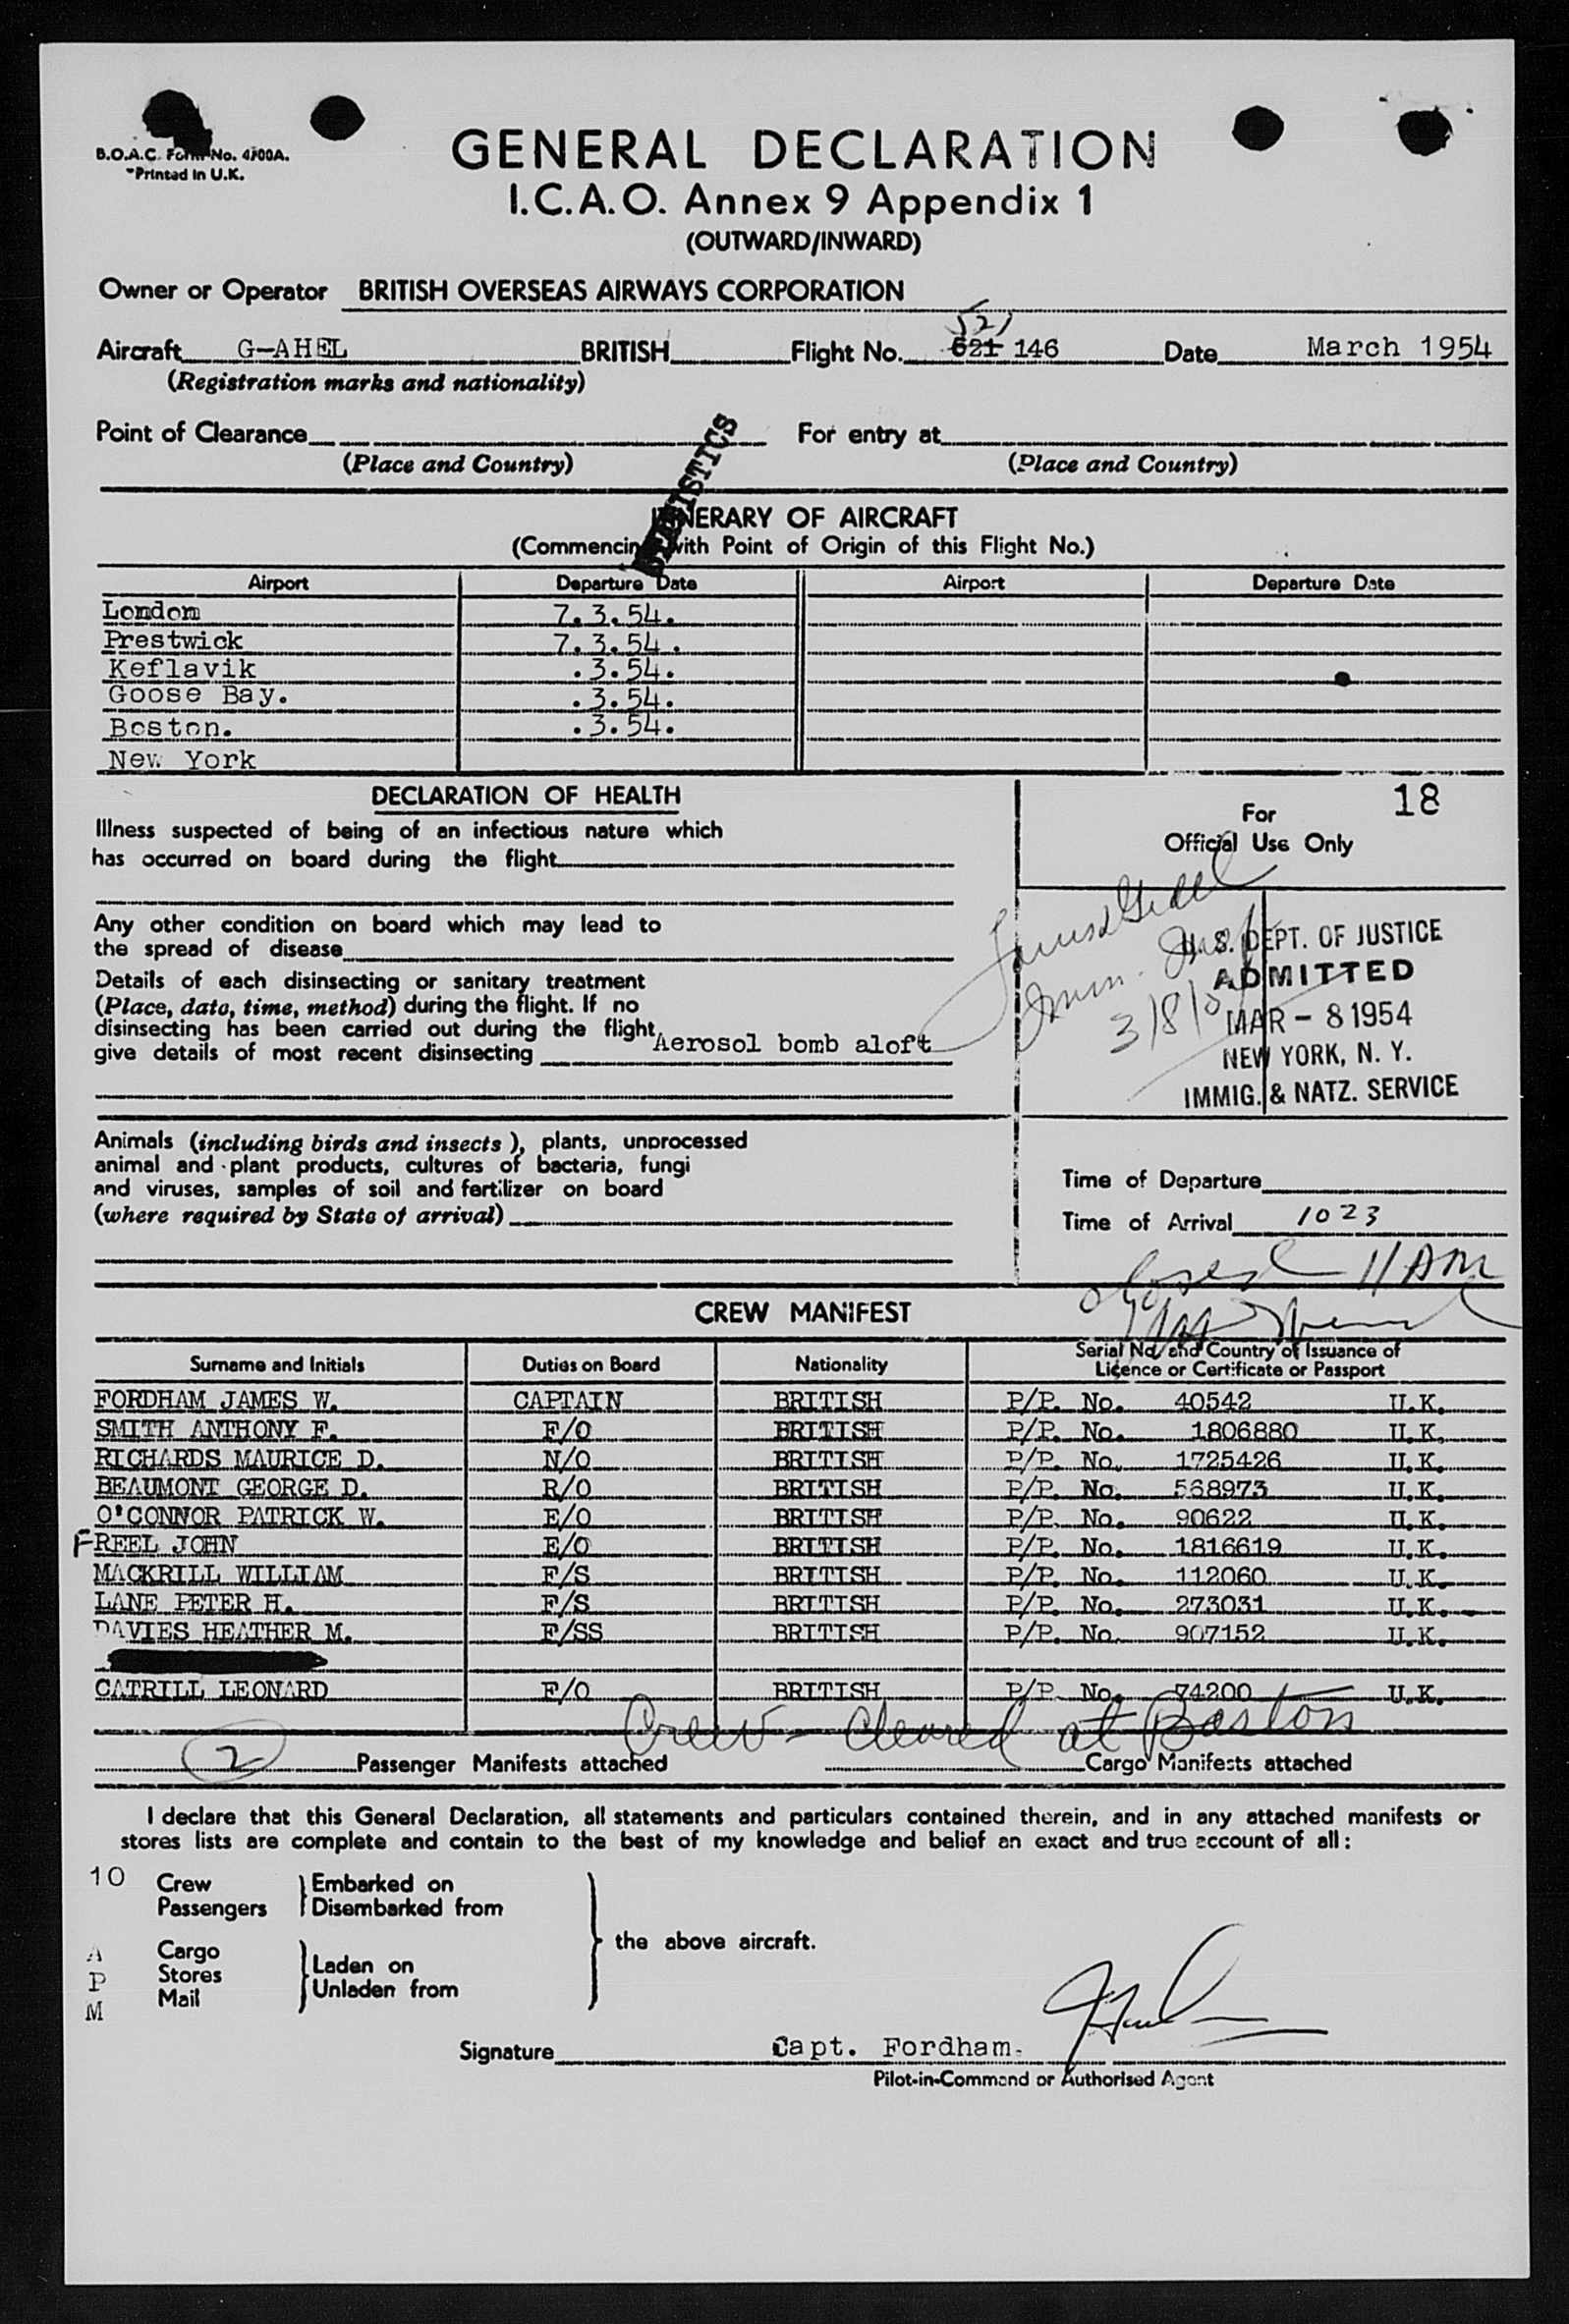 B.O.A.C. Form No. 4J00A.
Printed in U.K.
GENERAL DECLARATION
I.C.A.O. Annex 9 Appendix 1
(OUTWARD/INWARD)
Owner or Operator BRITISH OVERSEAS AIRWAYS CORPORATION
521
Aircraft G-AHEL BRITISH Flight No. 621 146 Date March 1954
(Registration marks and nationality)
Point of Clearance For entry at
(Place and Country) (Place and Country)
STATISTICS
ITINERARY OF AIRCRAFT
(Commencing with Point of Origin of this Flight No.)
Airport Departure Date Airport Departure Date
London 7.3.54.
Prestwick 7.3.54.
Keflavik .3.54.
Goose Bay. .3.54.
Boston. .3.54.
New York
DECLARATION OF HEALTH
Illness suspected of being of an infectious nature which
has occurred on board during the flight
Any other condition on board which may lead to
the spread of disease
Details of each disinsecting or sanitary treatment
(Place, date, time, method) during the flight. If no
disinsecting has been carried out during the flight,
give details of most recent disinsecting Aerosol bomb aloft
18
For
Official Use Only
Imm. Insp
3/8/54
U. S. DEPT. OF JUSTICE
ADMITTED
MAR - 8 1954
NEW YORK, N. Y.
IMMIG. & NATZ. SERVICE
Animals (including birds and insects), plants, unprocessed
animal and plant products, cultures of bacteria, fungi
and viruses, samples of soil and fertilizer on board
(where required by State of arrival)
Time of Departure
Time of Arrival 1023
11 AM
CREW MANIFEST
Surname and Initials Duties on Board Nationality Serial No. and Country of Issuance of
Licence or Certificate or Passport
FORDHAM JAMES W. CAPTAIN BRITISH P/P. No. 40542 U.K.
SMITH ANTHONY F. F/O BRITISH P/P. No. 1806880 U.K.
RICHARDS MAURICE D. N/O BRITISH P/P. No. 1725426 U.K.
BEAUMONT GEORGE D. R/O BRITISH P/P. No. 568973 U.K.
O'CONNOR PATRICK W. E/O BRITISH P/P. No. 90622 U.K.
FREEL JOHN E/O BRITISH P/P. No. 1816619 U.K.
MACKRILL WILLIAM F/S BRITISH P/P. No. 112060 U.K.
LANE PETER H. F/S BRITISH P/P. No. 273031 U.K.
DAVIES HEATHER M. F/SS BRITISH P/P. No. 907152 U.K.
CATRILL LEONARD F/O BRITISH P/P. No. 74200 U.K.
Crew - Cleared at Boston
2 Passenger Manifests attached Cargo Manifests attached
I declare that this General Declaration, all statements and particulars contained therein, and in any attached manifests or
stores lists are complete and contain to the best of my knowledge and belief an exact and true account of all:
10 Crew Embarked on
Passengers Disembarked from
the above aircraft.
A Cargo
P Stores Laden on
M Mail Unladen from
Signature Capt. Fordham.
Pilot-in-Command or Authorised Agent